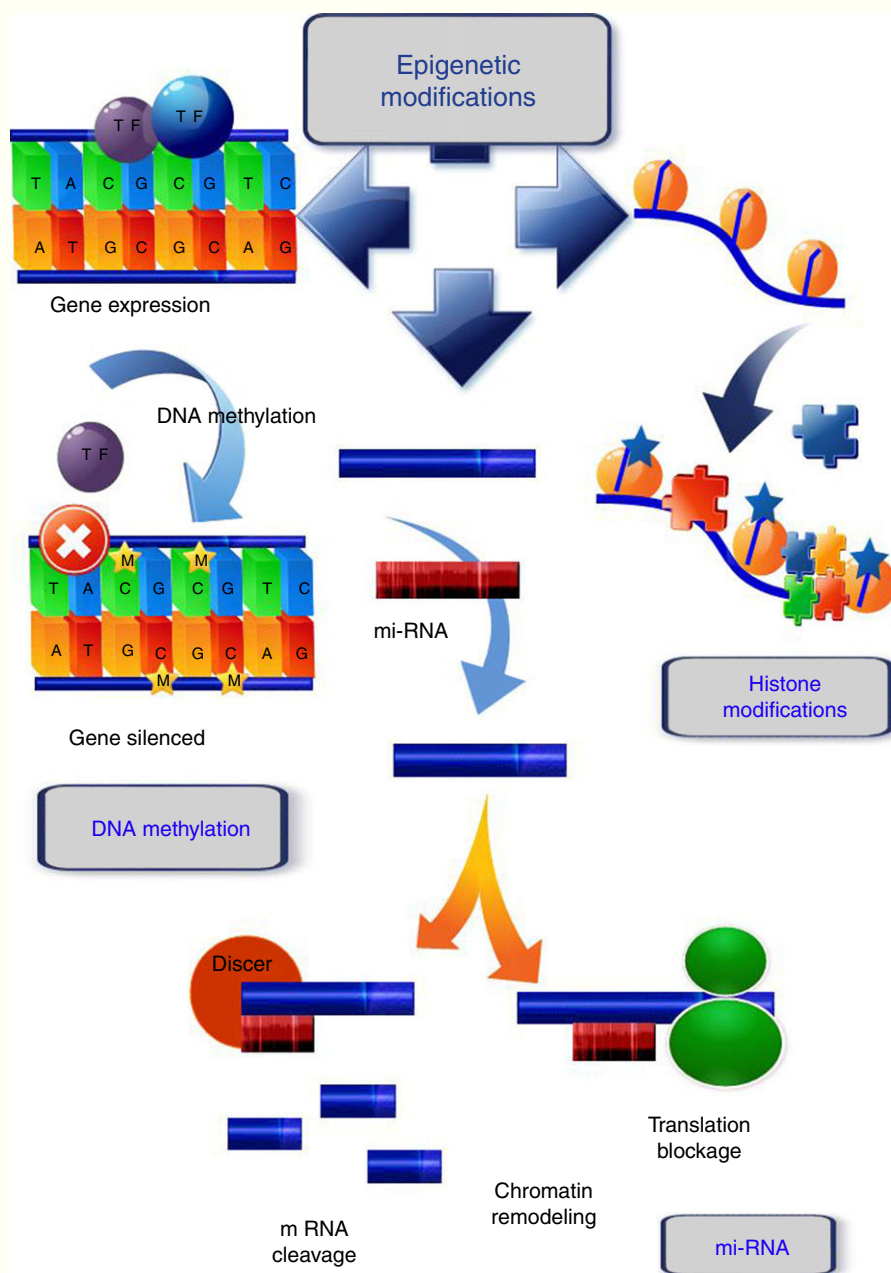 Epigenetic
modifications
T F
T F
T A C G C G T C
A T G C G C A G
Gene expression
DNA methylation
T F
M M
T A C G C G T C
A T G C G C A G
M M
Gene silenced
DNA methylation
mi-RNA
Histone
modifications
Discer
m RNA
cleavage
Chromatin
remodeling
Translation
blockage
mi-RNA